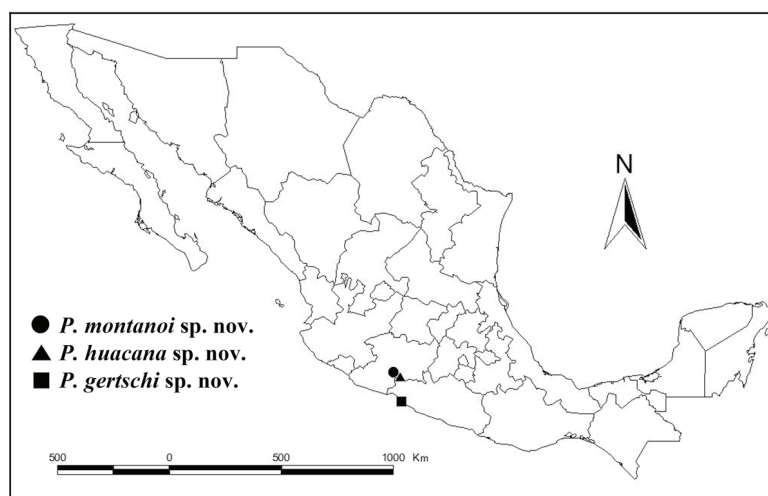 N
P. montanoi sp. nov.
P. huacana sp. nov.
P. gertschi sp. nov.
500 0 500 1000 Km